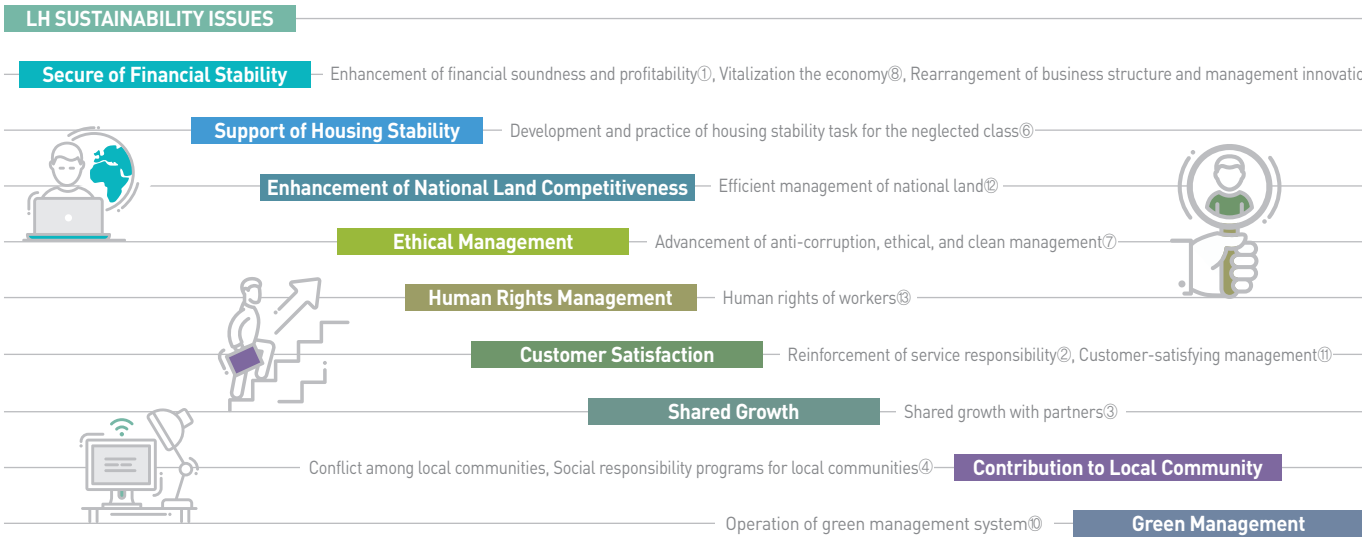 LH SUSTAINABILITY ISSUES
Secure of Financial Stability Enhancement of financial soundness and profitability①, Vitalization the economy⑧, Rearrangement of business structure and management innovatio
Support of Housing Stability Development and practice of housing stability task for the neglected class⑥
Enhancement of National Land Competitiveness Efficient management of national land⑫
Ethical Management Advancement of anti-corruption, ethical, and clean management⑦
Human Rights Management Human rights of workers⑬
Customer Satisfaction Reinforcement of service responsibility②, Customer-satisfying management⑪
Shared Growth Shared growth with partners③
Conflict among local communities, Social responsibility programs for local communities④ Contribution to Local Community
Operation of green management system⑩ Green Management